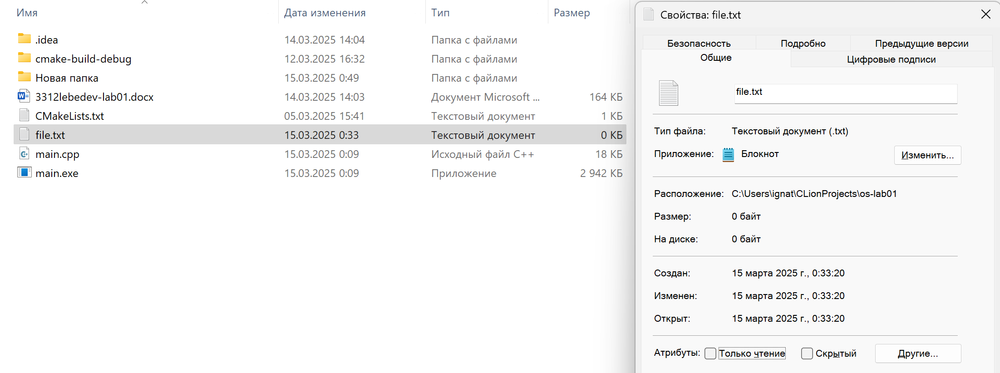 Имя Дата изменения Тип Размер
.idea 14.03.2025 14:04 Папка с файлами
cmake-build-debug 12.03.2025 16:32 Папка с файлами
Новая папка 15.03.2025 0:49 Папка с файлами
3312lebedev-lab01.docx 14.03.2025 14:03 Документ Microsoft ... 164 КБ
CMakeLists.txt 05.03.2025 15:41 Текстовый документ 1 КБ
file.txt 15.03.2025 0:33 Текстовый документ 0 КБ
main.cpp 15.03.2025 0:09 Исходный файл C++ 18 КБ
main.exe 15.03.2025 0:09 Приложение 2 942 КБ
Свойства: file.txt
Безопасность Подробно Предыдущие версии
Общие Цифровые подписи
file.txt
Тип файла: Текстовый документ (.txt)
Приложение: Блокнот Изменить...
Расположение: C:\Users\ignat\CLionProjects\os-lab01
Размер: 0 байт
На диске: 0 байт
Создан: 15 марта 2025 г., 0:33:20
Изменен: 15 марта 2025 г., 0:33:20
Открыт: 15 марта 2025 г., 0:33:20
Атрибуты: Только чтение Скрытый Другие...